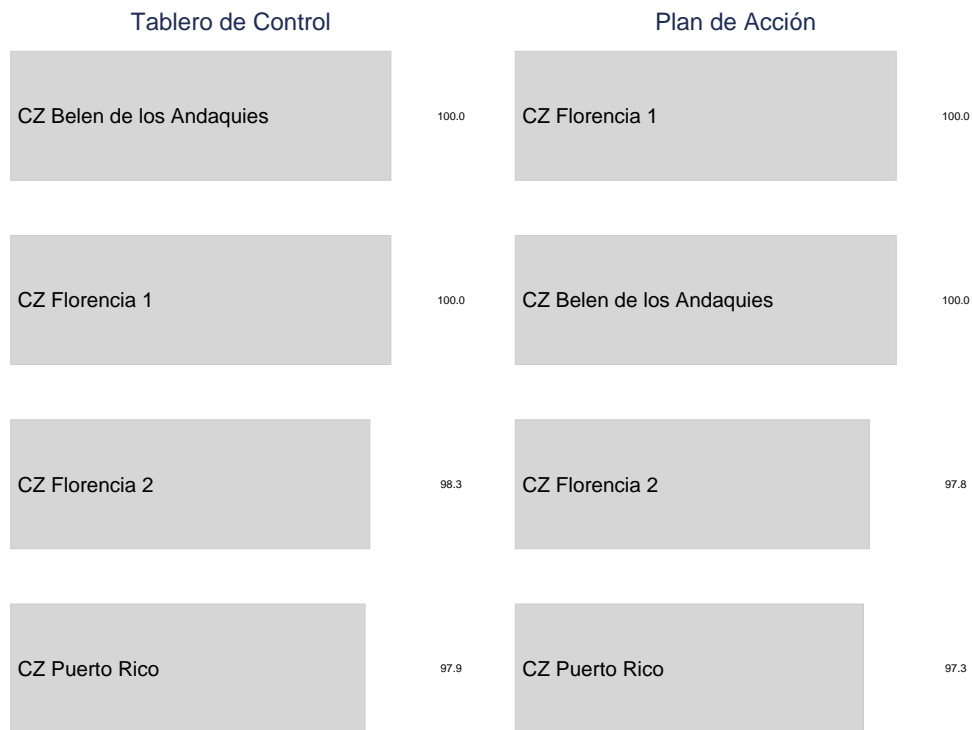 Tablero de Control
CZ Belen de los Andaquies 100.0
CZ Florencia 1 100.0
CZ Florencia 2 98.3
CZ Puerto Rico 97.9
Plan de Acción
CZ Florencia 1 100.0
CZ Belen de los Andaquies 100.0
CZ Florencia 2 97.8
CZ Puerto Rico 97.3